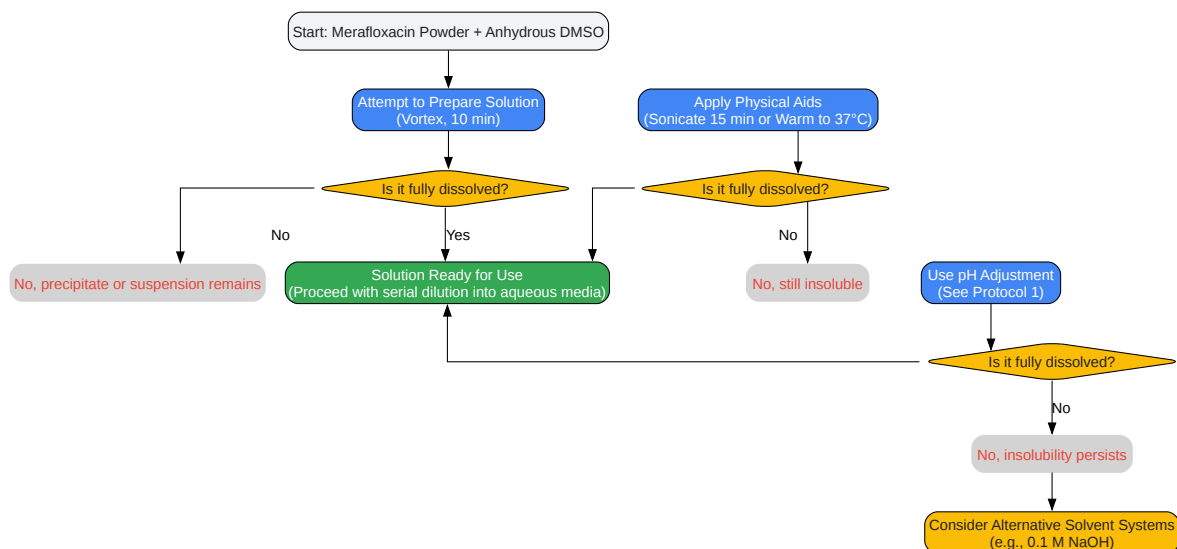 Start: Merafloxacin Powder + Anhydrous DMSO
Attempt to Prepare Solution
(Vortex, 10 min)
Apply Physical Aids
(Sonicate 15 min or Warm to 37°C)
Is it fully dissolved?
Is it fully dissolved?
No
Yes
No
No, precipitate or suspension remains
Solution Ready for Use
(Proceed with serial dilution into aqueous media)
No, still insoluble
Use pH Adjustment
(See Protocol 1)
Is it fully dissolved?
No
No, insolubility persists
Consider Alternative Solvent Systems
(e.g., 0.1 M NaOH)